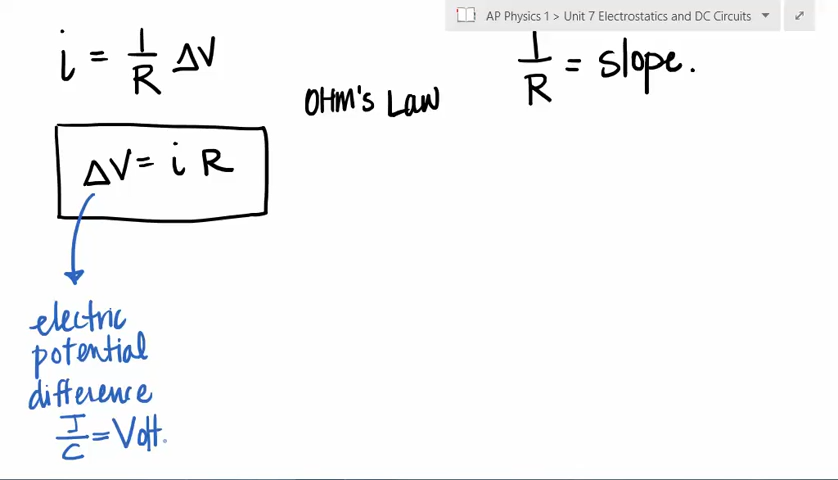 AP Physics 1 > Unit 7 Electrostatics and DC Circuits
i = 1/R ΔV
1/R = slope.
OHM's Law
ΔV = i R
electric
potential
difference
J/C = Volt.